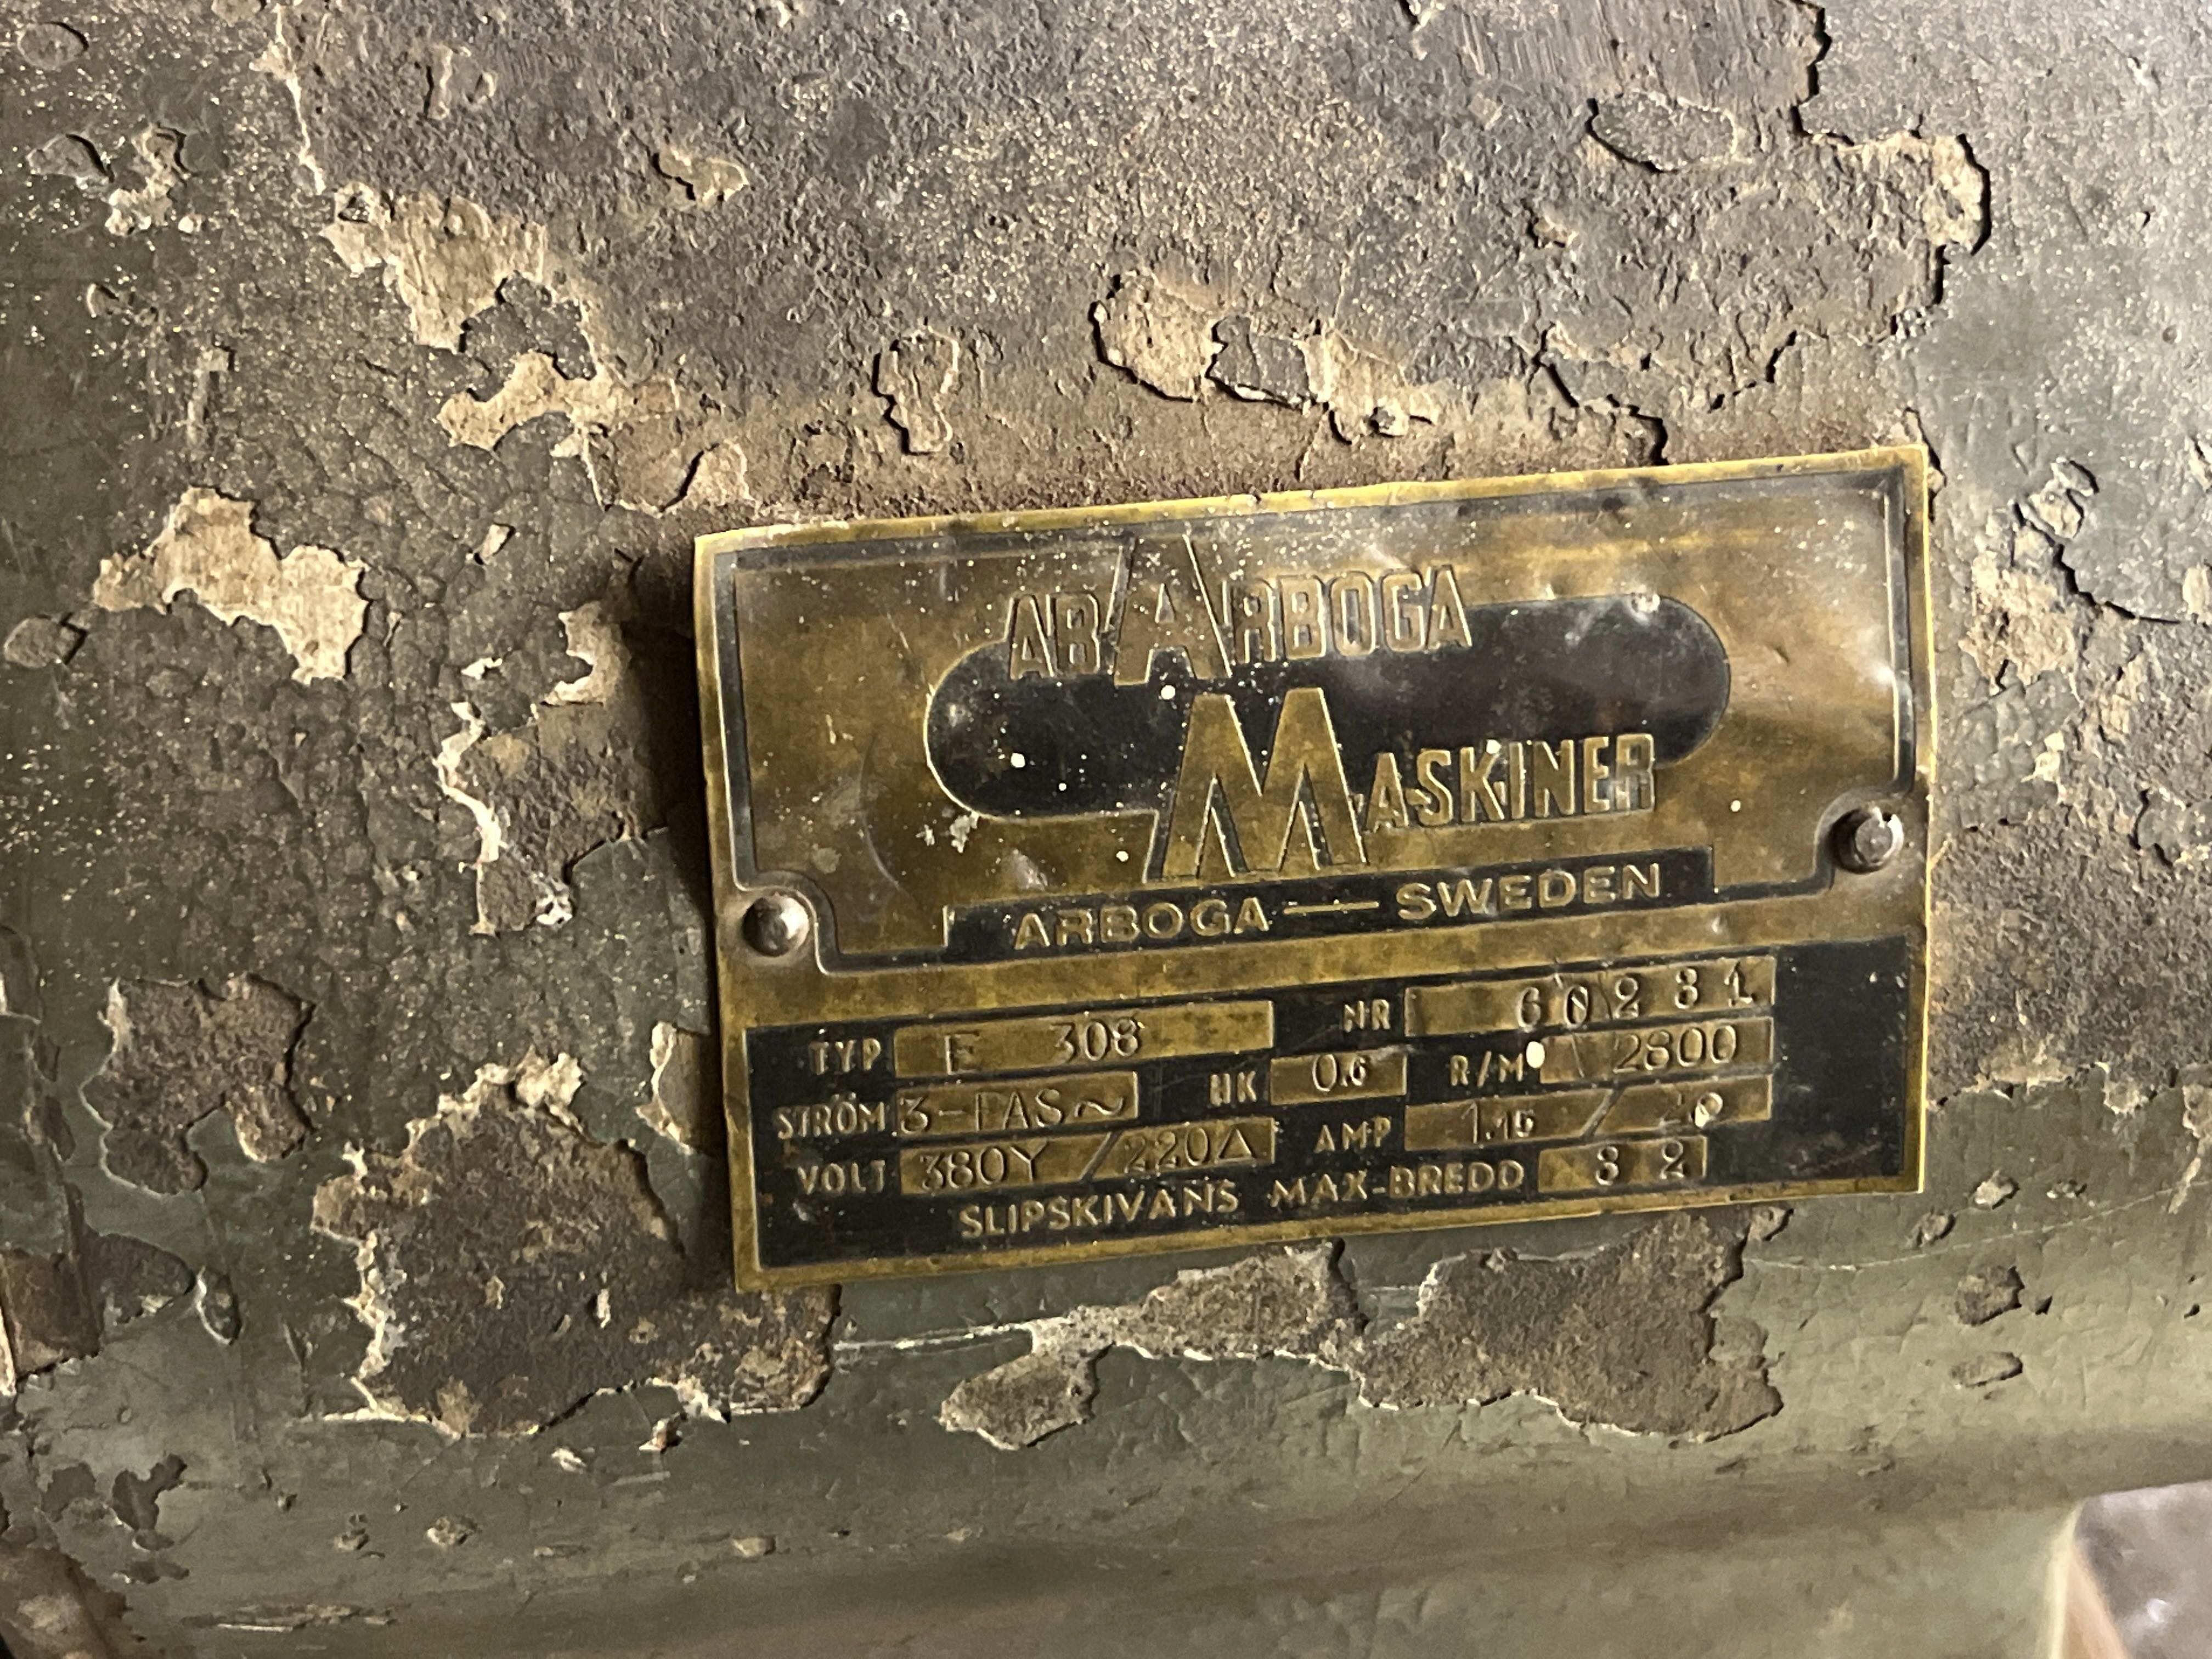 AB ARBOGA
MASKINER
ARBOGA — SWEDEN
TYP E 308 NR 60281
STRÖM 3-FAS~ HK 0.6 R/M 2800
VOLT 380Y / 220Δ AMP 1.15 /
SLIPSKIVANS MAX-BREDD 32